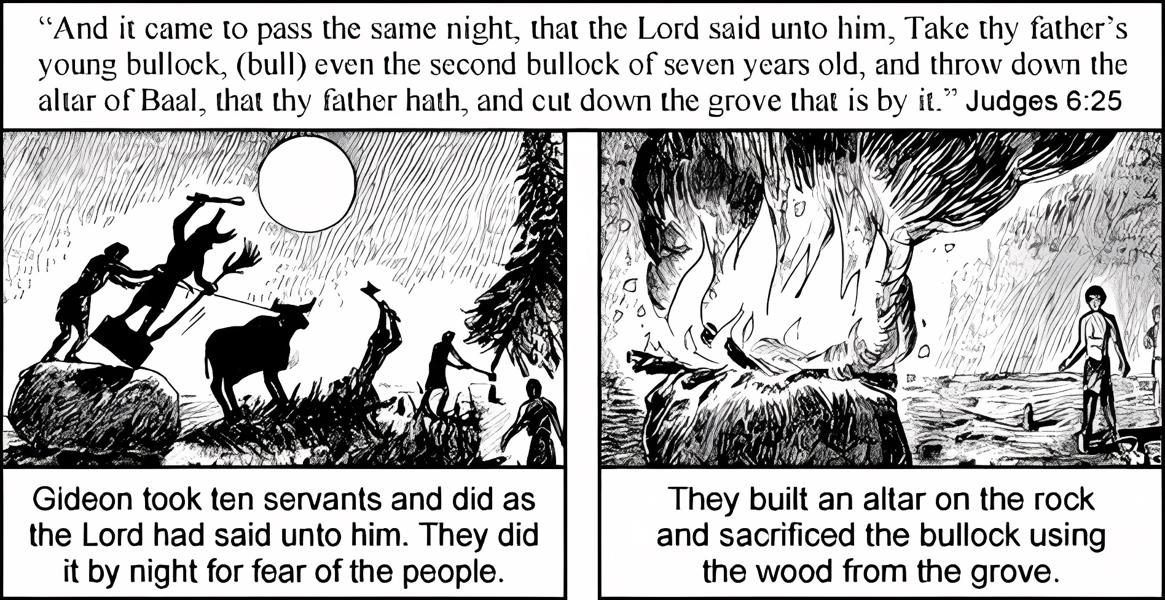 “And it came to pass the same night, that the Lord said unto him, Take thy father’s
young bullock, (bull) even the second bullock of seven years old, and throw down the
altar of Baal, that thy father hath, and cut down the grove that is by it.” Judges 6:25
Gideon took ten servants and did as
the Lord had said unto him. They did
it by night for fear of the people.
They built an altar on the rock
and sacrificed the bullock using
the wood from the grove.